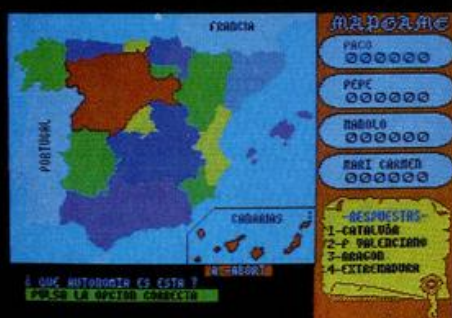 FRANCIA
PORTUGAL
CANARIAS
A -ABORT
¿ QUE AUTONOMIA ES ESTA ?
PULSA LA OPCION CORRECTA
MAPGAME
PACO
000000
PEPE
000000
MANOLO
000000
MARI CARMEN
000000
-RESPUESTAS-
1-CATALUÑA
2-P VALENCIANO
3-ARAGON
4-EXTREMADURA